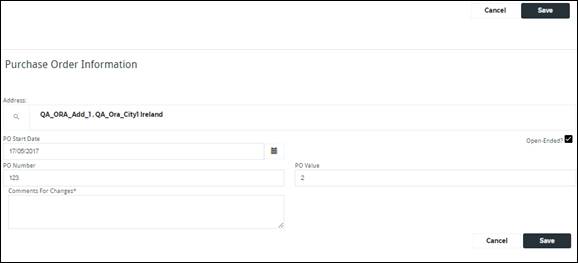 Cancel Save
Purchase Order Information
Address:
QA_ORA_Add_1 , QA_Ora_City1 Ireland
PO Start Date
Open-Ended?
17/05/2017
PO Number PO Value
123 2
Comments For Changes*
Cancel Save